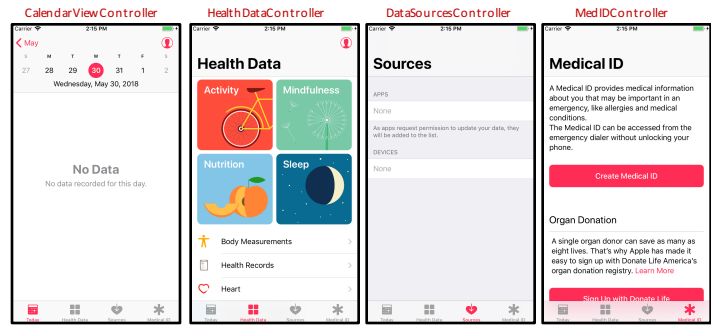 CalendarViewController
HealthDataController
DataSourcesController
MedIDController
Carrier 2:15 PM
May
S M T W T F S
27 28 29 30 31 1 2
Wednesday, May 30, 2018
No Data
No data recorded for this day.
Today Health Data Sources Medical ID
Carrier 2:15 PM
Health Data
Activity
Mindfulness
Nutrition
Sleep
Body Measurements
Health Records
Heart
Today Health Data Sources Medical ID
Carrier 2:15 PM
Sources
APPS
None
As apps request permission to update your data, they
will be added to the list.
DEVICES
None
Today Health Data Sources Medical ID
Carrier 2:15 PM
Medical ID
A Medical ID provides medical information
about you that may be important in an
emergency, like allergies and medical
conditions.
The Medical ID can be accessed from the
emergency dialer without unlocking your
phone.
Create Medical ID
Organ Donation
A single organ donor can save as many as
eight lives. That's why Apple has made it
easy to sign up with Donate Life America's
organ donation registry. Learn More
Sign Up with Donate Life
Today Health Data Sources Medical ID